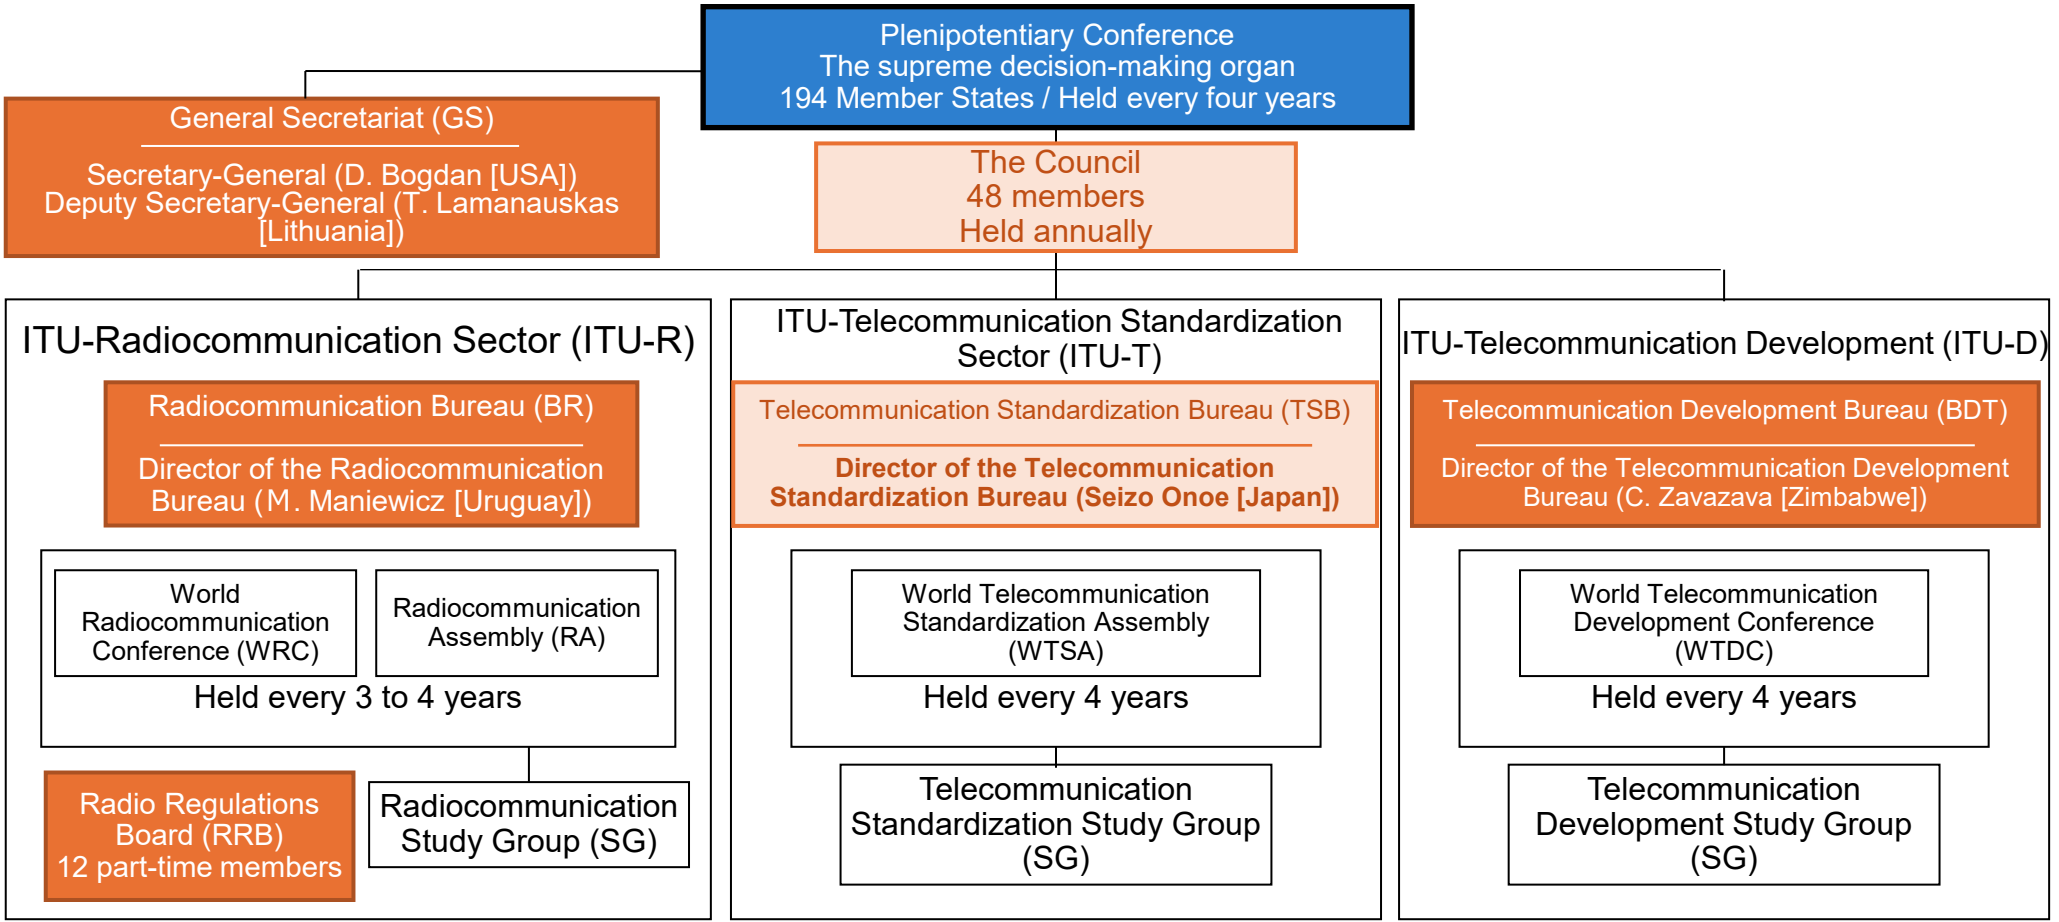 Plenipotentiary Conference
The supreme decision-making organ
194 Member States / Held every four years
General Secretariat (GS)
Secretary-General (D. Bogdan [USA])
Deputy Secretary-General (T. Lamanauskas
[Lithuania])
The Council
48 members
Held annually
ITU-Radiocommunication Sector (ITU-R)
Radiocommunication Bureau (BR)
Director of the Radiocommunication
Bureau (M. Maniewicz [Uruguay])
World
Radiocommunication
Conference (WRC)
Radiocommunication
Assembly (RA)
Held every 3 to 4 years
Radio Regulations
Board (RRB)
12 part-time members
Radiocommunication
Study Group (SG)
ITU-Telecommunication Standardization
Sector (ITU-T)
Telecommunication Standardization Bureau (TSB)
Director of the Telecommunication
Standardization Bureau (Seizo Onoe [Japan])
World Telecommunication
Standardization Assembly
(WTSA)
Held every 4 years
Telecommunication
Standardization Study Group
(SG)
ITU-Telecommunication Development (ITU-D)
Telecommunication Development Bureau (BDT)
Director of the Telecommunication Development
Bureau (C. Zavazava [Zimbabwe])
World Telecommunication
Development Conference
(WTDC)
Held every 4 years
Telecommunication
Development Study Group
(SG)